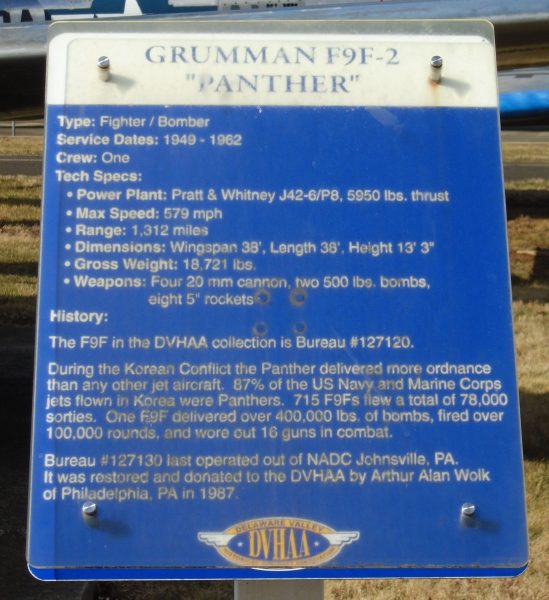 GRUMMAN F9F-2
"PANTHER"
Type: Fighter / Bomber
Service Dates: 1949 - 1962
Crew: One
Tech Specs:
• Power Plant: Pratt & Whitney J42-6/P8, 5950 lbs. thrust
• Max Speed: 579 mph
• Range: 1,312 miles
• Dimensions: Wingspan 38', Length 38', Height 13' 3"
• Gross Weight: 18,721 lbs.
• Weapons: Four 20 mm cannon, two 500 lbs. bombs,
eight 5" rockets
History:
The F9F in the DVHAA collection is Bureau #127120.
During the Korean Conflict the Panther delivered more ordnance
than any other jet aircraft. 87% of the US Navy and Marine Corps
jets flown in Korea were Panthers. 715 F9Fs flew a total of 78,000
sorties. One F9F delivered over 400,000 lbs. of bombs, fired over
100,000 rounds, and wore out 16 guns in combat.
Bureau #127130 last operated out of NADC Johnsville, PA.
It was restored and donated to the DVHAA by Arthur Alan Wolk
of Philadelphia, PA in 1987.
DELAWARE VALLEY
DVHAA